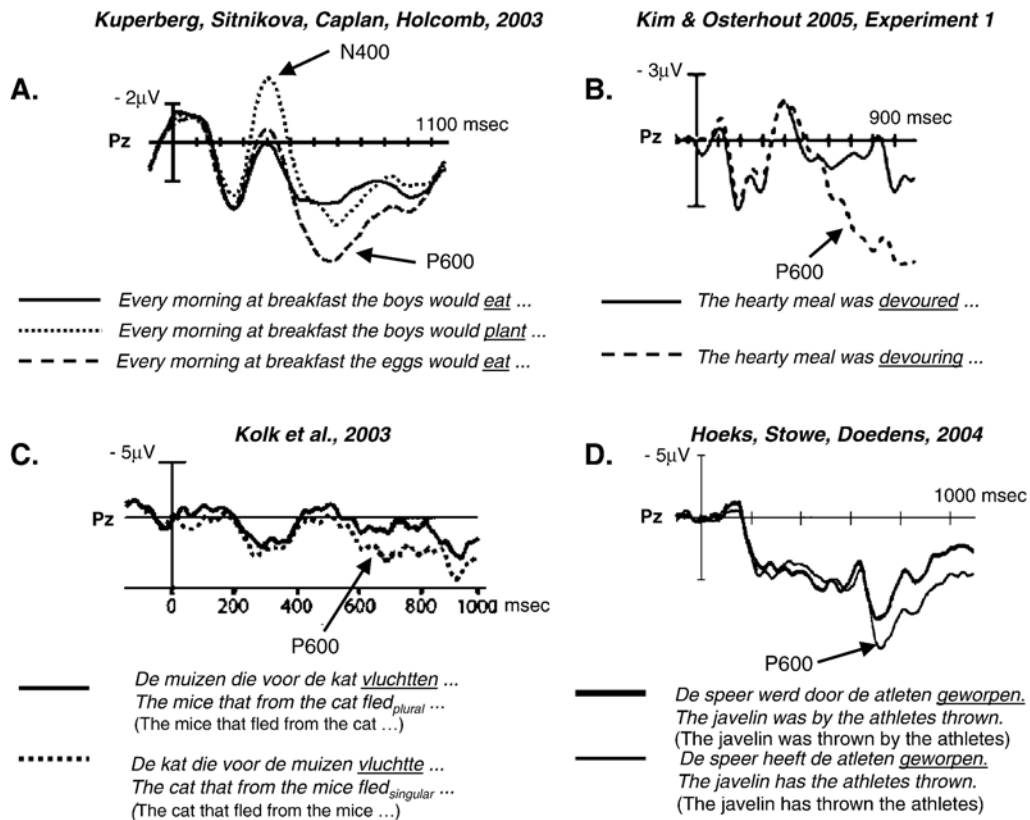 Kuperberg, Sitnikova, Caplan, Holcomb, 2003
A.
N400
- 2µV
Pz
1100 msec
P600
Every morning at breakfast the boys would eat ...
Every morning at breakfast the boys would plant ...
Every morning at breakfast the eggs would eat ...
Kim & Osterhout 2005, Experiment 1
B.
- 3µV
Pz
900 msec
P600
The hearty meal was devoured ...
The hearty meal was devouring ...
Kolk et al., 2003
C.
- 5µV
Pz
0 200 400 600 800 1000 msec
P600
De muizen die voor de kat vluchtten ...
The mice that from the cat fled plural ...
(The mice that fled from the cat ...)
De kat die voor de muizen vluchtte ...
The cat that from the mice fled singular ...
(The cat that fled from the mice ...)
Hoeks, Stowe, Doedens, 2004
D.
- 5µV
Pz
1000 msec
P600
De speer werd door de atleten geworpen.
The javelin was by the athletes thrown.
(The javelin was thrown by the athletes)
De speer heeft de atleten geworpen.
The javelin has the athletes thrown.
(The javelin has thrown the athletes)